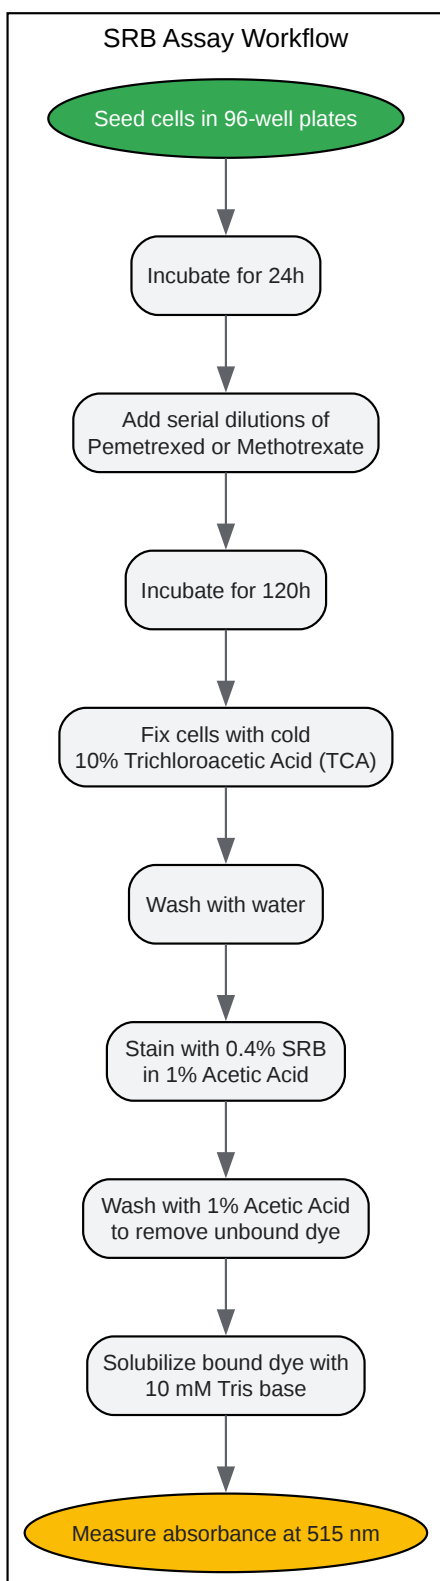 SRB Assay Workflow
Seed cells in 96-well plates
Incubate for 24h
Add serial dilutions of
Pemetrexed or Methotrexate
Incubate for 120h
Fix cells with cold
10% Trichloroacetic Acid (TCA)
Wash with water
Stain with 0.4% SRB
in 1% Acetic Acid
Wash with 1% Acetic Acid
to remove unbound dye
Solubilize bound dye with
10 mM Tris base
Measure absorbance at 515 nm